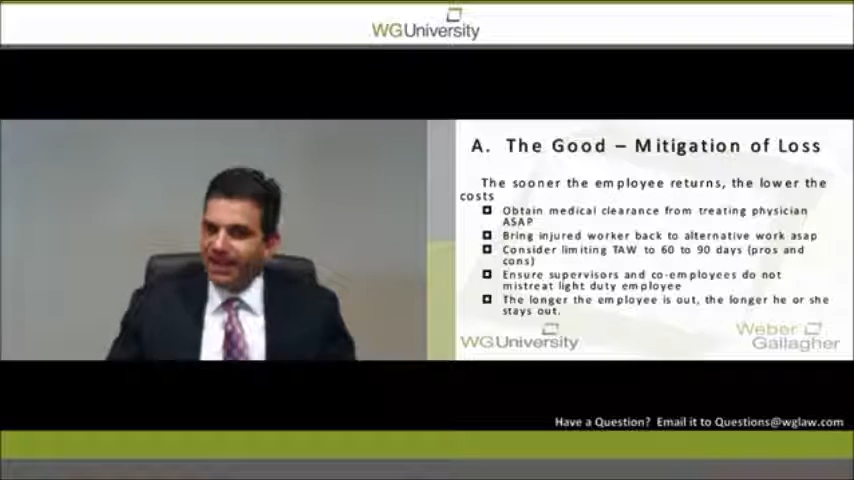 WGUniversity
A. The Good – Mitigation of Loss
The sooner the employee returns, the lower the
costs
Obtain medical clearance from treating physician
ASAP
Bring injured worker back to alternative work asap
Consider limiting TAW to 60 to 90 days (pros and
cons)
Ensure supervisors and co-employees do not
mistreat light duty employee
The longer the employee is out, the longer he or she
stays out.
WGUniversity
Weber
Gallagher
Have a Question? Email it to Questions@wglaw.com